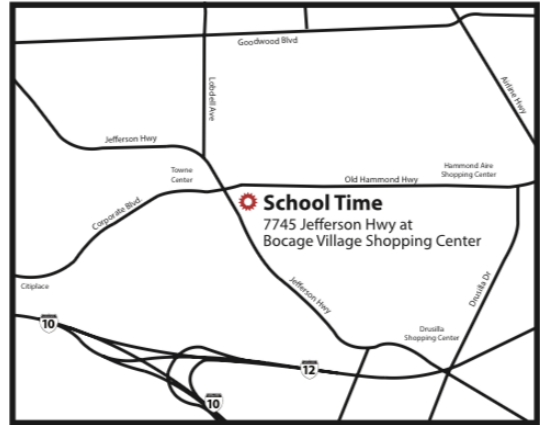 Goodwood Blvd
Lobdell Ave
Airline Hwy
Jefferson Hwy
Towne
Center
Old Hammond Hwy
Hammond Aire
Shopping Center
School Time
7745 Jefferson Hwy at
Bocage Village Shopping Center
Corporate Blvd
Citiplace
Jefferson Hwy
Drusilla Dr
Drusilla
Shopping Center
10
12
10